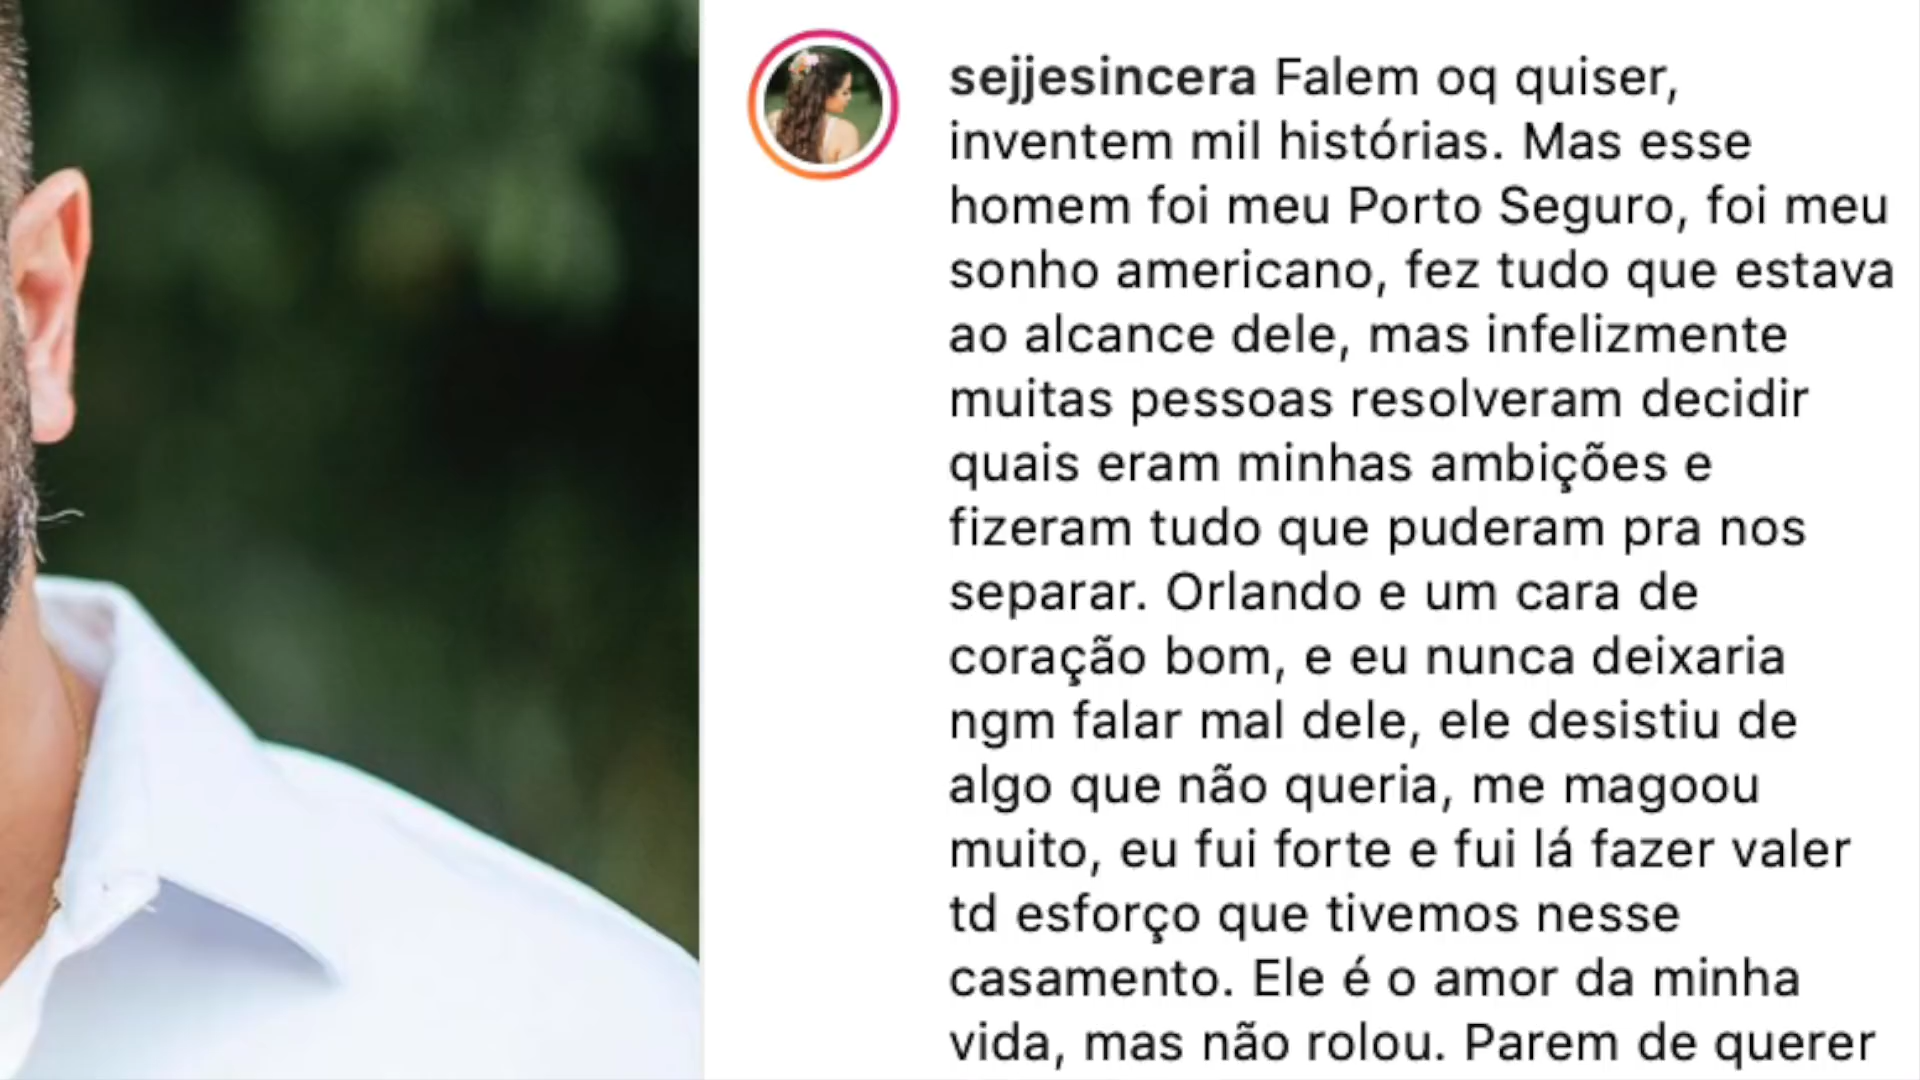 sejjesincera Falem oq quiser,
inventem mil histórias. Mas esse
homem foi meu Porto Seguro, foi meu
sonho americano, fez tudo que estava
ao alcance dele, mas infelizmente
muitas pessoas resolveram decidir
quais eram minhas ambições e
fizeram tudo que puderam pra nos
separar. Orlando e um cara de
coração bom, e eu nunca deixaria
ngm falar mal dele, ele desistiu de
algo que não queria, me magoou
muito, eu fui forte e fui lá fazer valer
td esforço que tivemos nesse
casamento. Ele é o amor da minha
vida, mas não rolou. Parem de querer